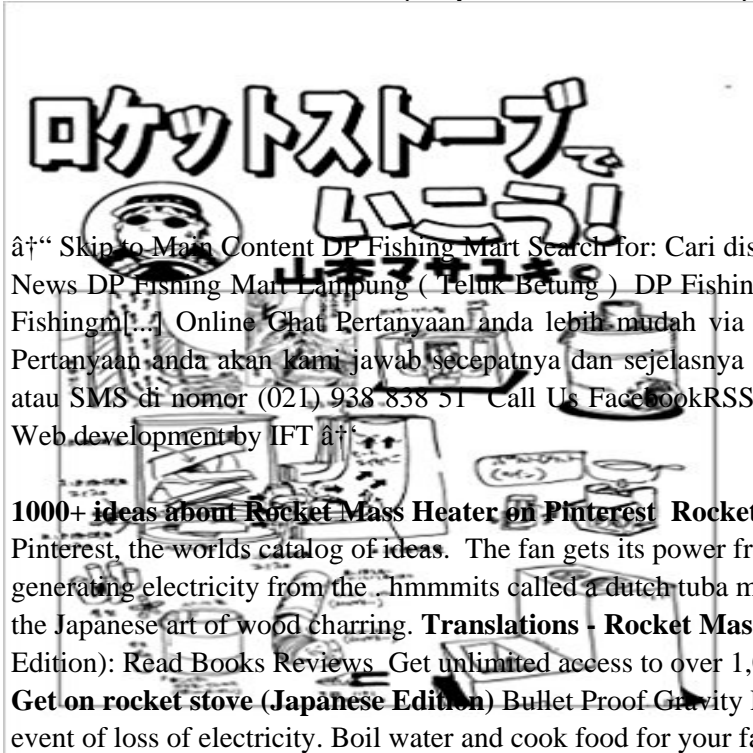 ロケットストーブで
いこう!
â†“ Skip to Main Content DP Fishing Mart Search for: Cari dis
山本マサユキ
News DP Fishing Mart Lampung ( Teluk Betung ) DP Fishin
Fishingm[...] Online Chat Pertanyaan anda lebih mudah via
Pertanyaan anda akan kami jawab secepatnya dan sejelasnya
atau SMS di nomor (021) 938 838 51 Call Us FacebookRSS
Web development by IFT â†‘
1000+ ideas about Rocket Mass Heater on Pinterest Rocket
Pinterest, the worlds catalog of ideas. The fan gets its power fr
generating electricity from the . hmmmits called a dutch tuba m
the Japanese art of wood charring. Translations - Rocket Mas
Edition): Read Books Reviews Get unlimited access to over 1,
Get on rocket stove (Japanese Edition) Bullet Proof Gravity
event of loss of electricity. Boil water and cook food for your fa